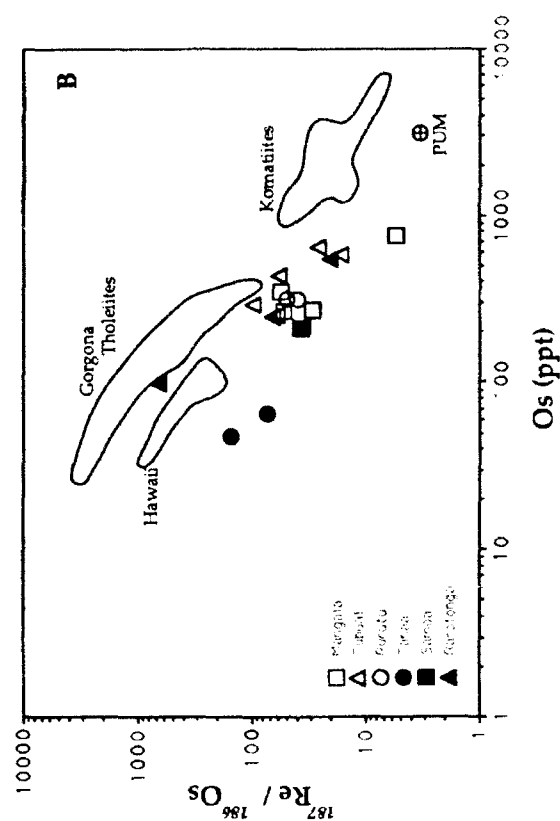 B
Gorgona
Tholeiites
Komatiites
Hawaii
PUM
Mangaia
Tubuai
Rurutu
Samoa
Rarotonga
10000
1000
100
10
1
187Re / 186Os
1
10
100
1000
10000
Os (ppt)